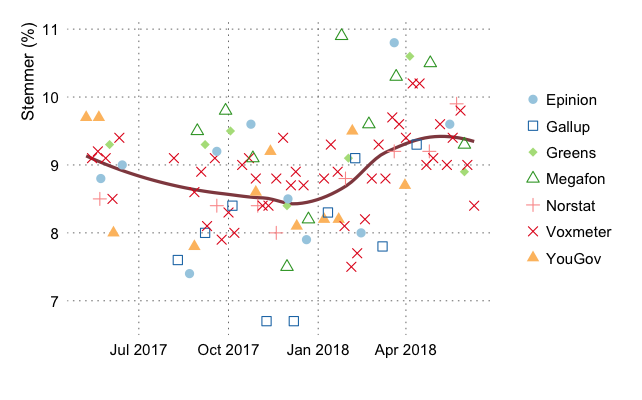 Stemmer (%)
11
10
9
8
7
Jul 2017
Oct 2017
Jan 2018
Apr 2018
Epinion
Gallup
Greens
Megafon
Norstat
Voxmeter
YouGov